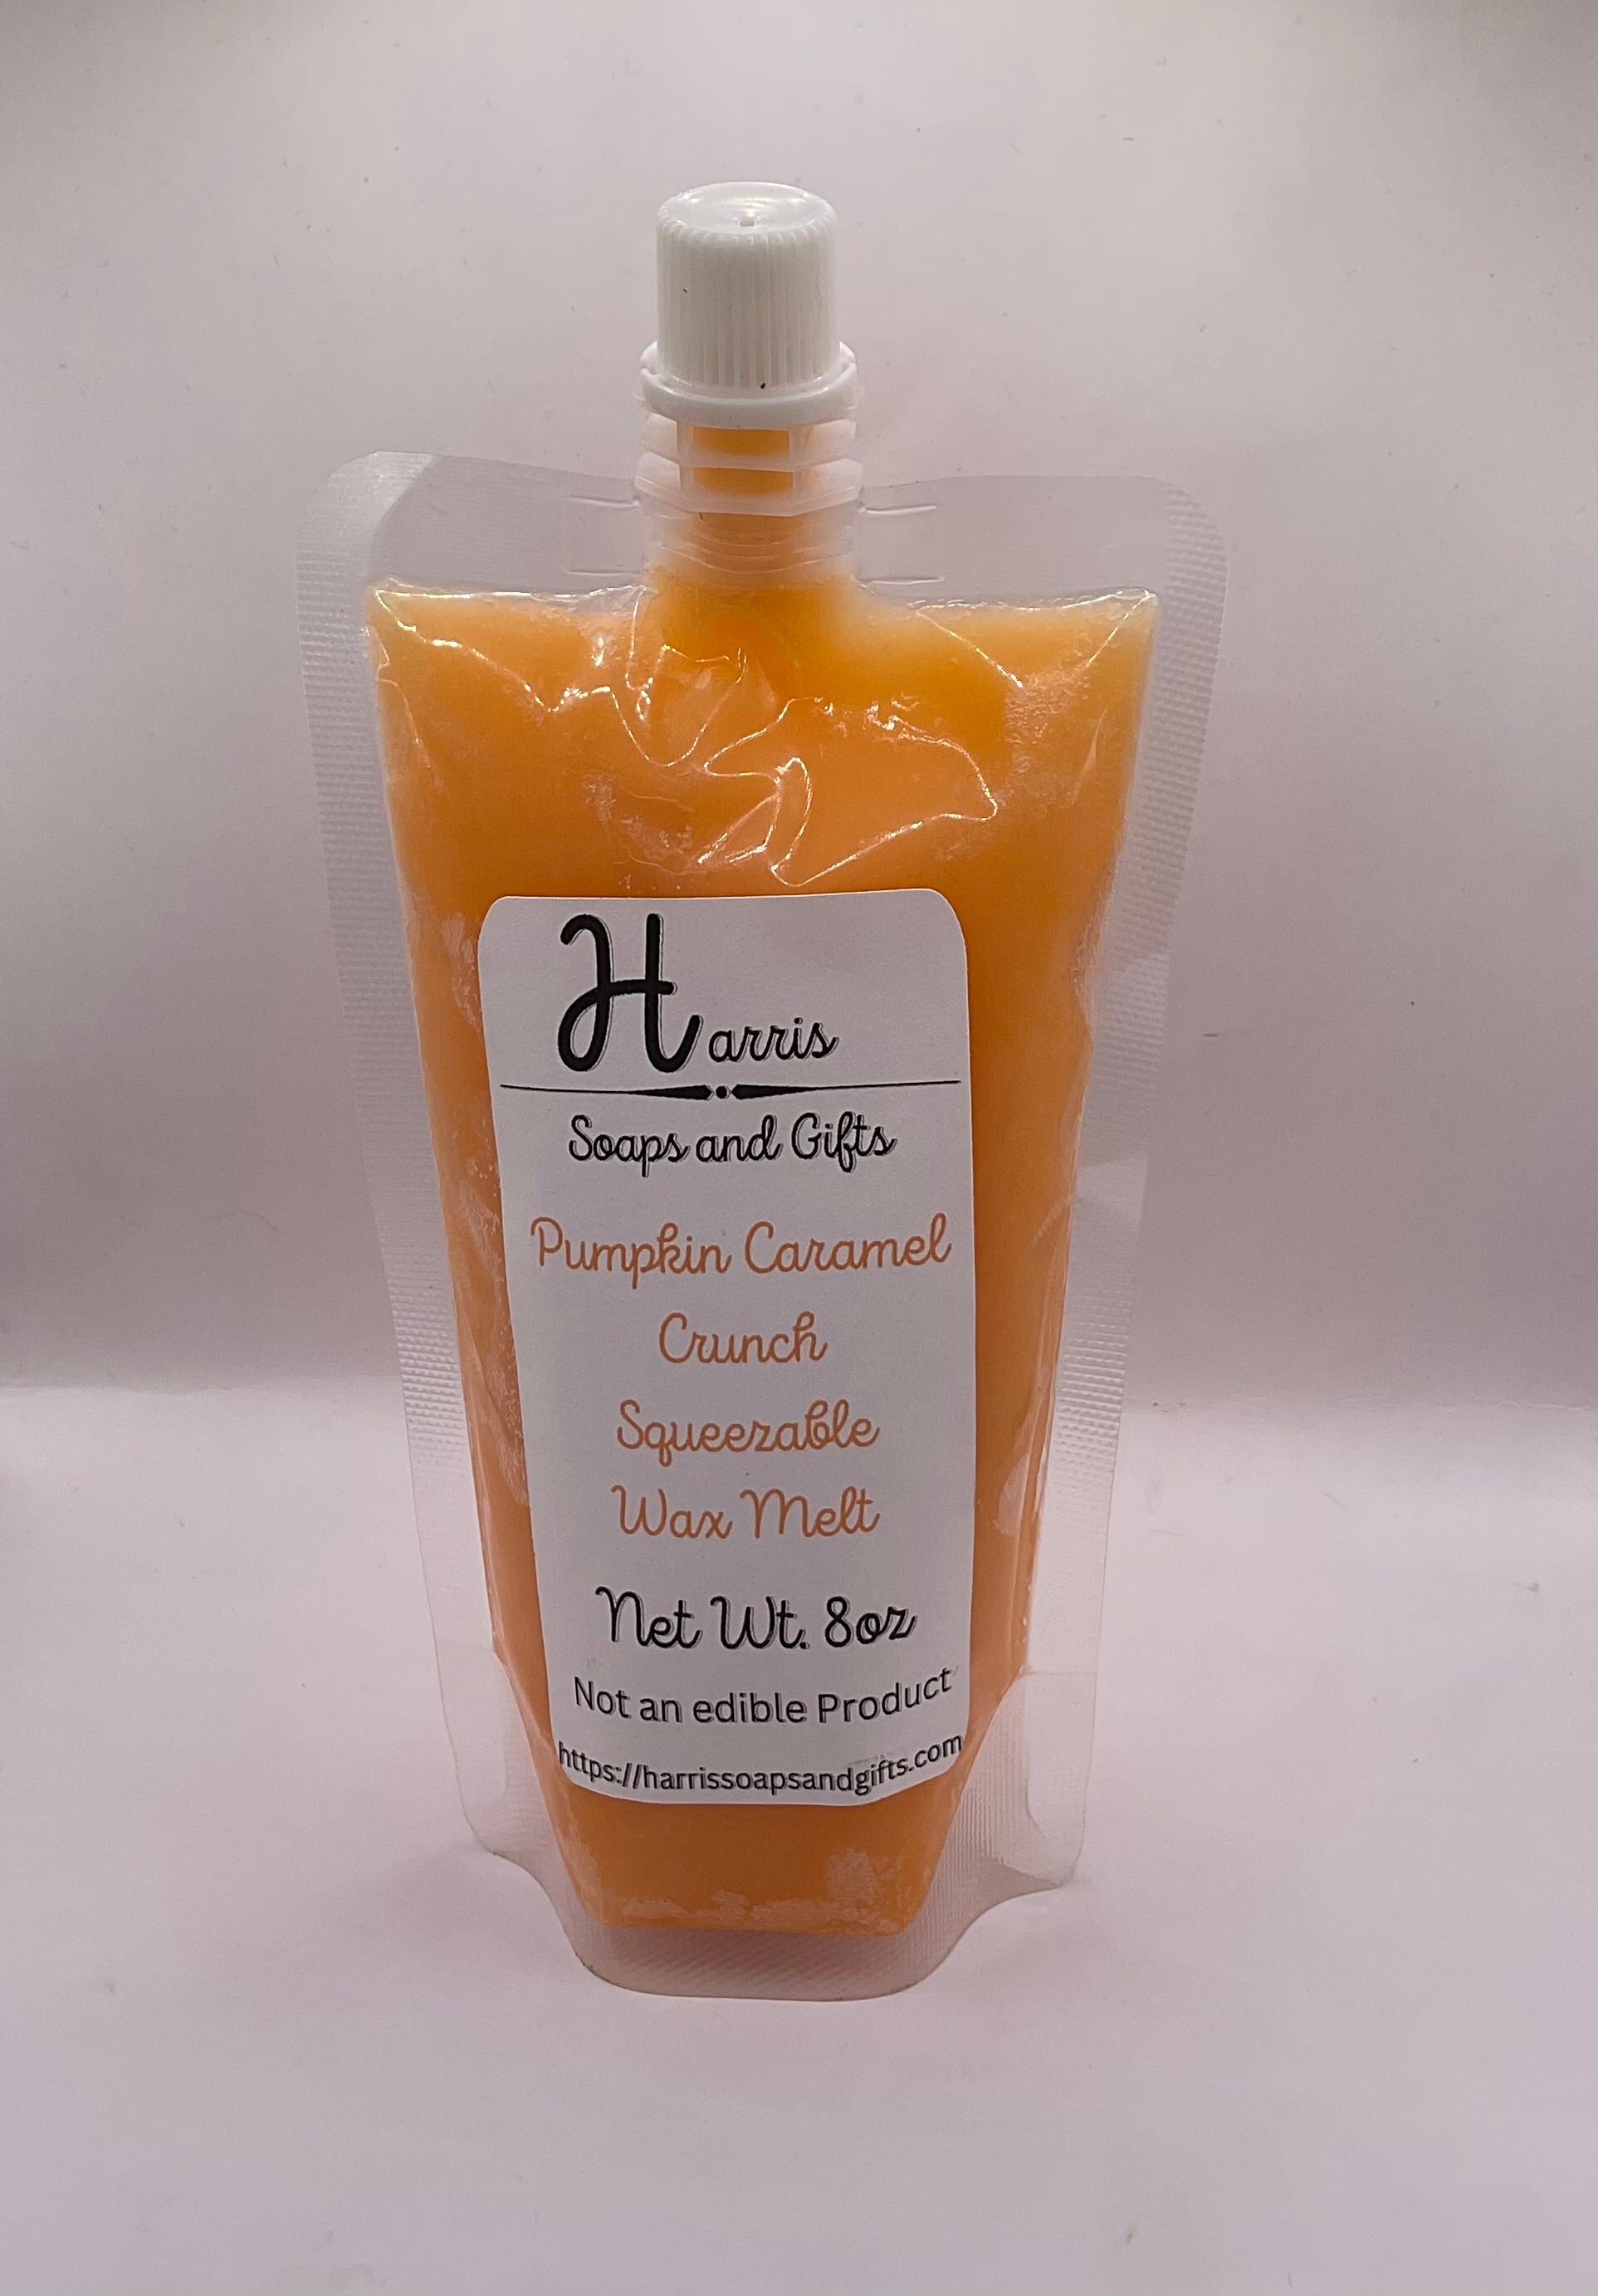 Harris
Soaps and Gifts
Pumpkin Caramel
Crunch
Squeezable
Wax Melt
Net Wt. 8oz
Not an edible Product
https://harrissoapsandgifts.com